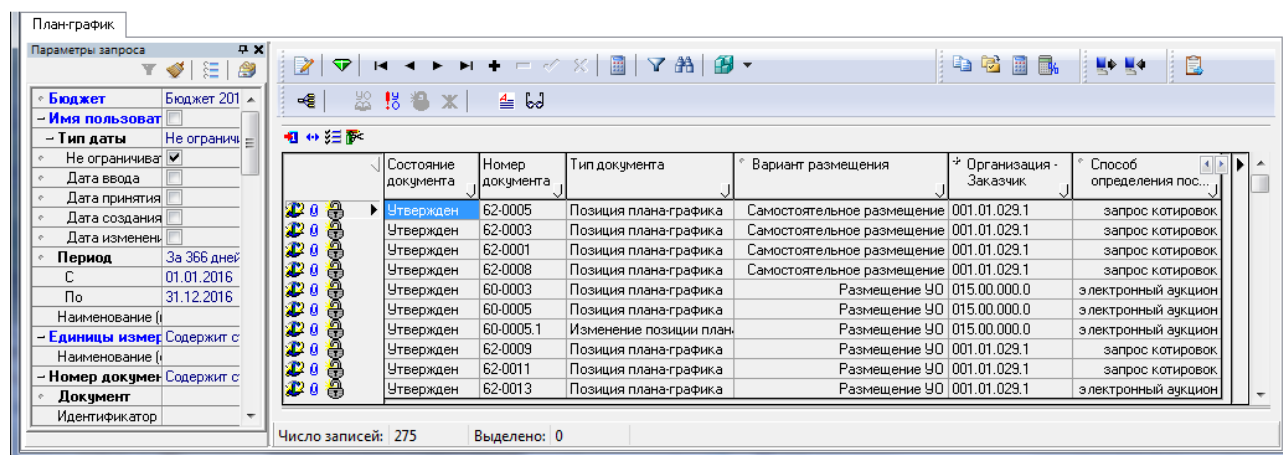 План-график
Параметры запроса
Бюджет Бюджет 201
Имя пользоват
Тип даты Не огранич
Не ограничива
Дата ввода
Дата принятия
Дата создания
Дата изменен
Период За 366 дней
С 01.01.2016
По 31.12.2016
Наименование (
Единицы измер Содержит с
Наименование (
Номер докумен Содержит с
Документ
Идентификатор
Состояние документа Номер документа Тип документа Вариант размещения Организация - Заказчик Способ определения пос...
Утвержден 62-0005 Позиция плана-графика Самостоятельное размещение 001.01.029.1 запрос котировок
Утвержден 62-0003 Позиция плана-графика Самостоятельное размещение 001.01.029.1 запрос котировок
Утвержден 62-0001 Позиция плана-графика Самостоятельное размещение 001.01.029.1 запрос котировок
Утвержден 62-0008 Позиция плана-графика Самостоятельное размещение 001.01.029.1 запрос котировок
Утвержден 60-0003 Позиция плана-графика Размещение УО 015.00.000.0 электронный аукцион
Утвержден 60-0005 Позиция плана-графика Размещение УО 015.00.000.0 электронный аукцион
Утвержден 60-0005.1 Изменение позиции план Размещение УО 015.00.000.0 электронный аукцион
Утвержден 62-0009 Позиция плана-графика Размещение УО 001.01.029.1 запрос котировок
Утвержден 62-0011 Позиция плана-графика Размещение УО 001.01.029.1 запрос котировок
Утвержден 62-0013 Позиция плана-графика Размещение УО 001.01.029.1 электронный аукцион
Число записей: 275 Выделено: 0